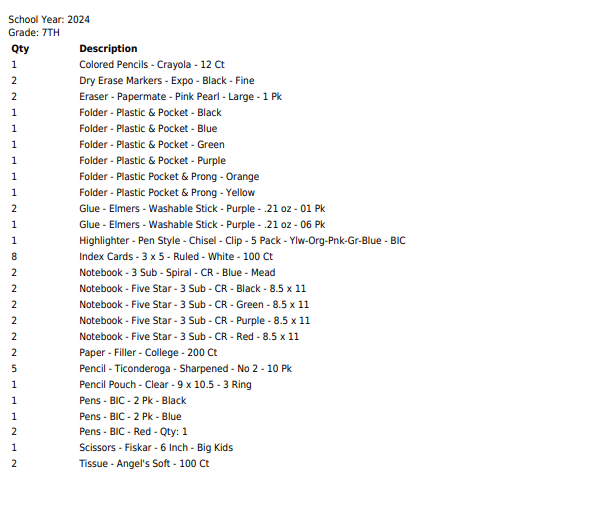 School Year: 2024
Grade: 7TH
Qty Description
1 Colored Pencils - Crayola - 12 Ct
2 Dry Erase Markers - Expo - Black - Fine
2 Eraser - Papermate - Pink Pearl - Large - 1 Pk
1 Folder - Plastic & Pocket - Black
1 Folder - Plastic & Pocket - Blue
1 Folder - Plastic & Pocket - Green
1 Folder - Plastic & Pocket - Purple
1 Folder - Plastic Pocket & Prong - Orange
1 Folder - Plastic Pocket & Prong - Yellow
2 Glue - Elmers - Washable Stick - Purple - .21 oz - 01 Pk
1 Glue - Elmers - Washable Stick - Purple - .21 oz - 06 Pk
1 Highlighter - Pen Style - Chisel - Clip - 5 Pack - Ylw-Org-Pnk-Gr-Blue - BIC
8 Index Cards - 3 x 5 - Ruled - White - 100 Ct
2 Notebook - 3 Sub - Spiral - CR - Blue - Mead
2 Notebook - Five Star - 3 Sub - CR - Black - 8.5 x 11
2 Notebook - Five Star - 3 Sub - CR - Green - 8.5 x 11
2 Notebook - Five Star - 3 Sub - CR - Purple - 8.5 x 11
2 Notebook - Five Star - 3 Sub - CR - Red - 8.5 x 11
2 Paper - Filler - College - 200 Ct
5 Pencil - Ticonderoga - Sharpened - No 2 - 10 Pk
1 Pencil Pouch - Clear - 9 x 10.5 - 3 Ring
1 Pens - BIC - 2 Pk - Black
1 Pens - BIC - 2 Pk - Blue
2 Pens - BIC - Red - Qty: 1
1 Scissors - Fiskar - 6 Inch - Big Kids
2 Tissue - Angel's Soft - 100 Ct